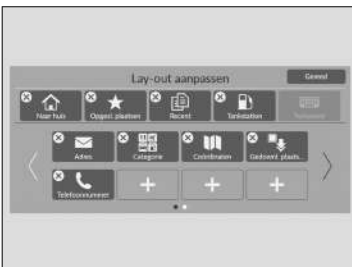 Lay-out aanpassen
Gereed
Naar huis
Opgesl. plaatsen
Recent
Tankstation
Adres
Categorie
Coördinaten
Gedownl. plaats...
Telefoonnummer